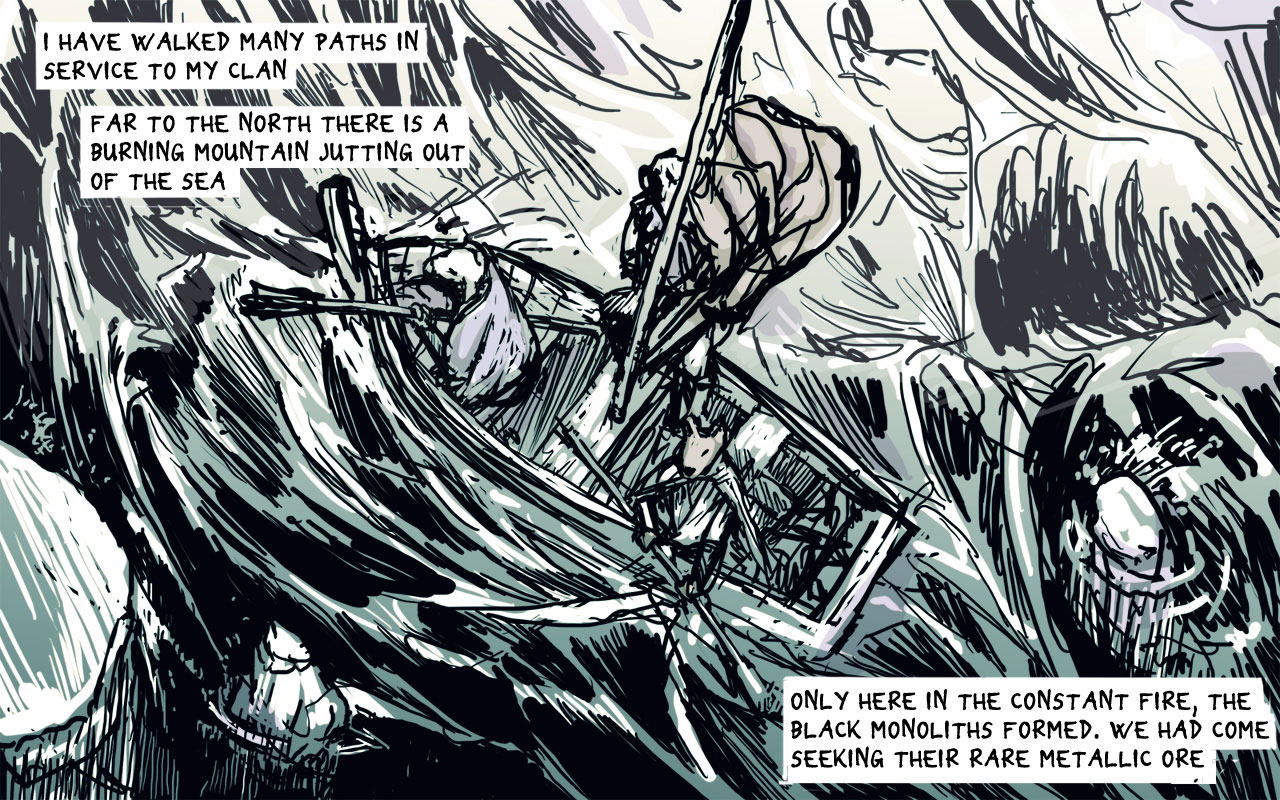 I HAVE WALKED MANY PATHS IN
SERVICE TO MY CLAN
FAR TO THE NORTH THERE IS A
BURNING MOUNTAIN JUTTING OUT
OF THE SEA
ONLY HERE IN THE CONSTANT FIRE, THE
BLACK MONOLITHS FORMED. WE HAD COME
SEEKING THEIR RARE METALLIC ORE